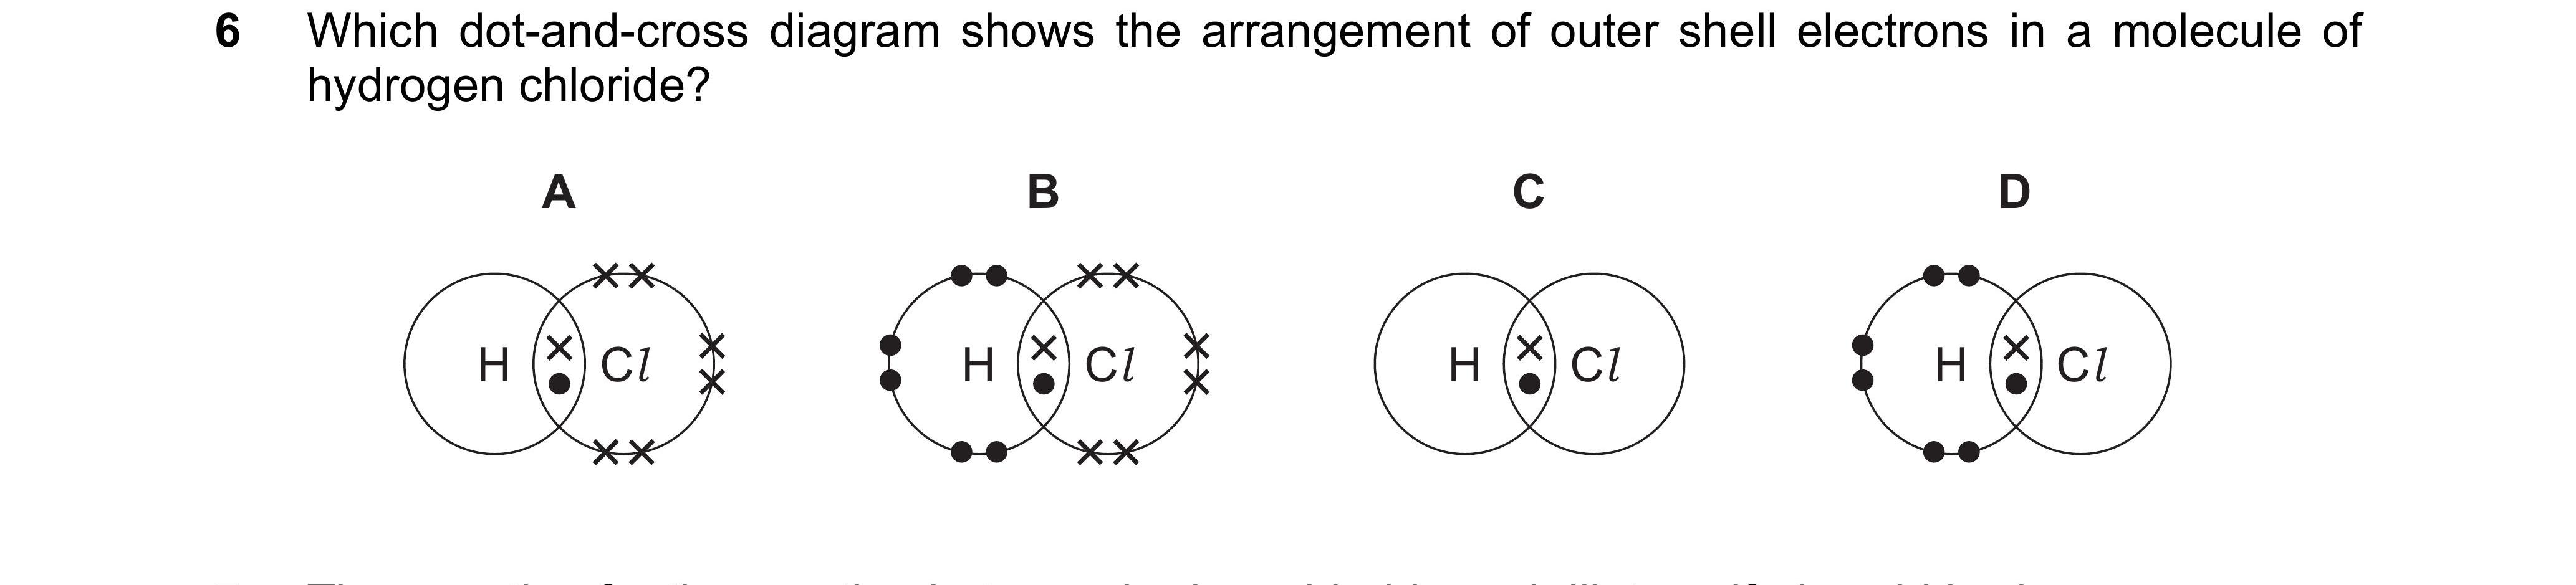 6 Which dot-and-cross diagram shows the arrangement of outer shell electrons in a molecule of
hydrogen chloride?
A B C D
H Cl H Cl H Cl H Cl